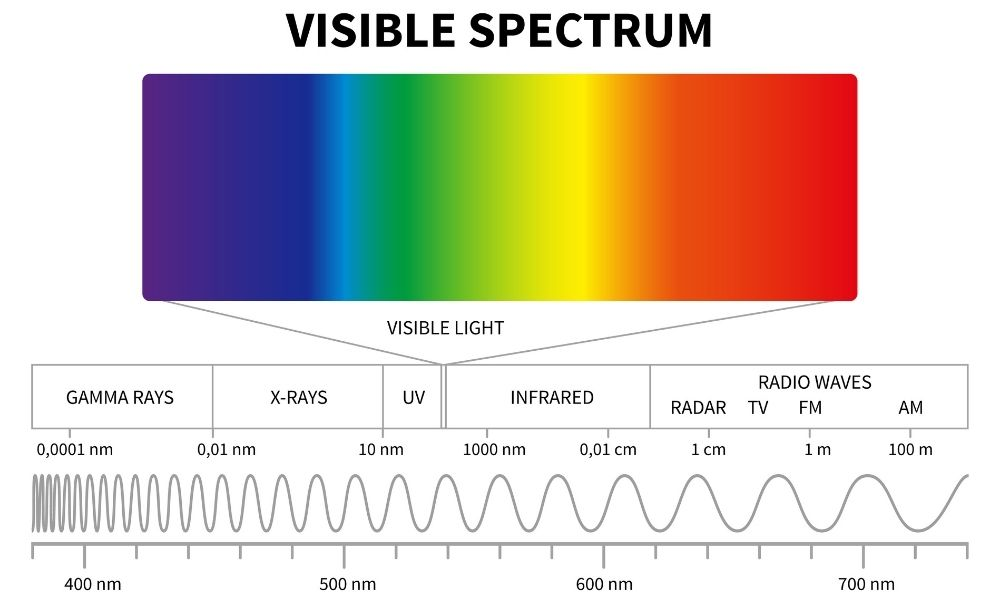 VISIBLE SPECTRUM
VISIBLE LIGHT
GAMMA RAYS X-RAYS UV INFRARED RADIO WAVES
RADAR TV FM AM
0,0001 nm 0,01 nm 10 nm 1000 nm 0,01 cm 1 cm 1 m 100 m
400 nm 500 nm 600 nm 700 nm